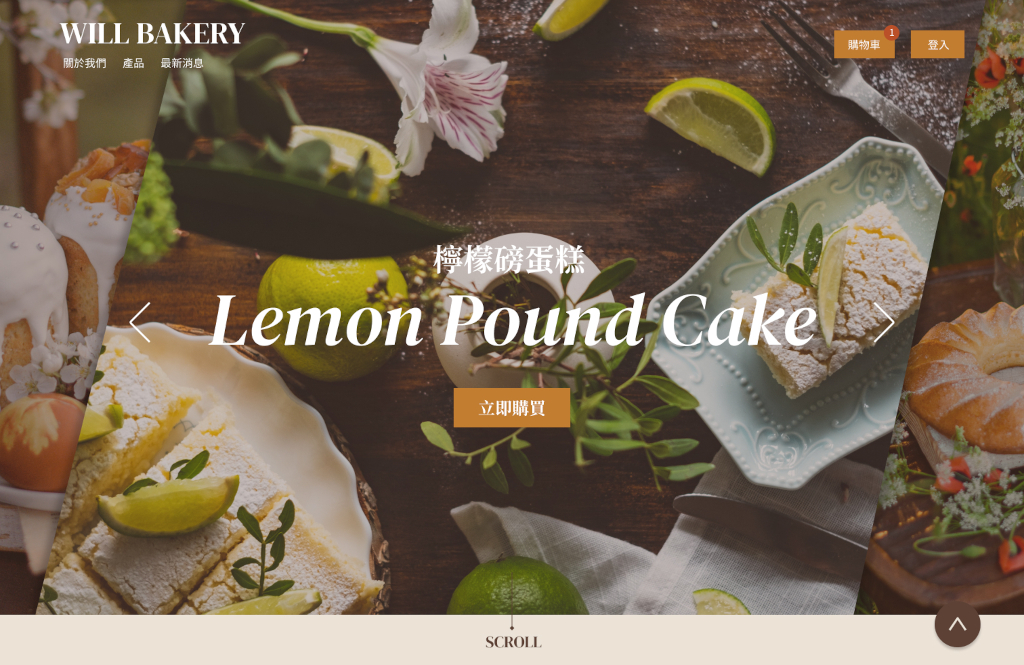 WILL BAKERY
關於我們 產品 最新消息
購物車 1
登入
檸檬磅蛋糕
Lemon Pound Cake
立即購買
SCROLL